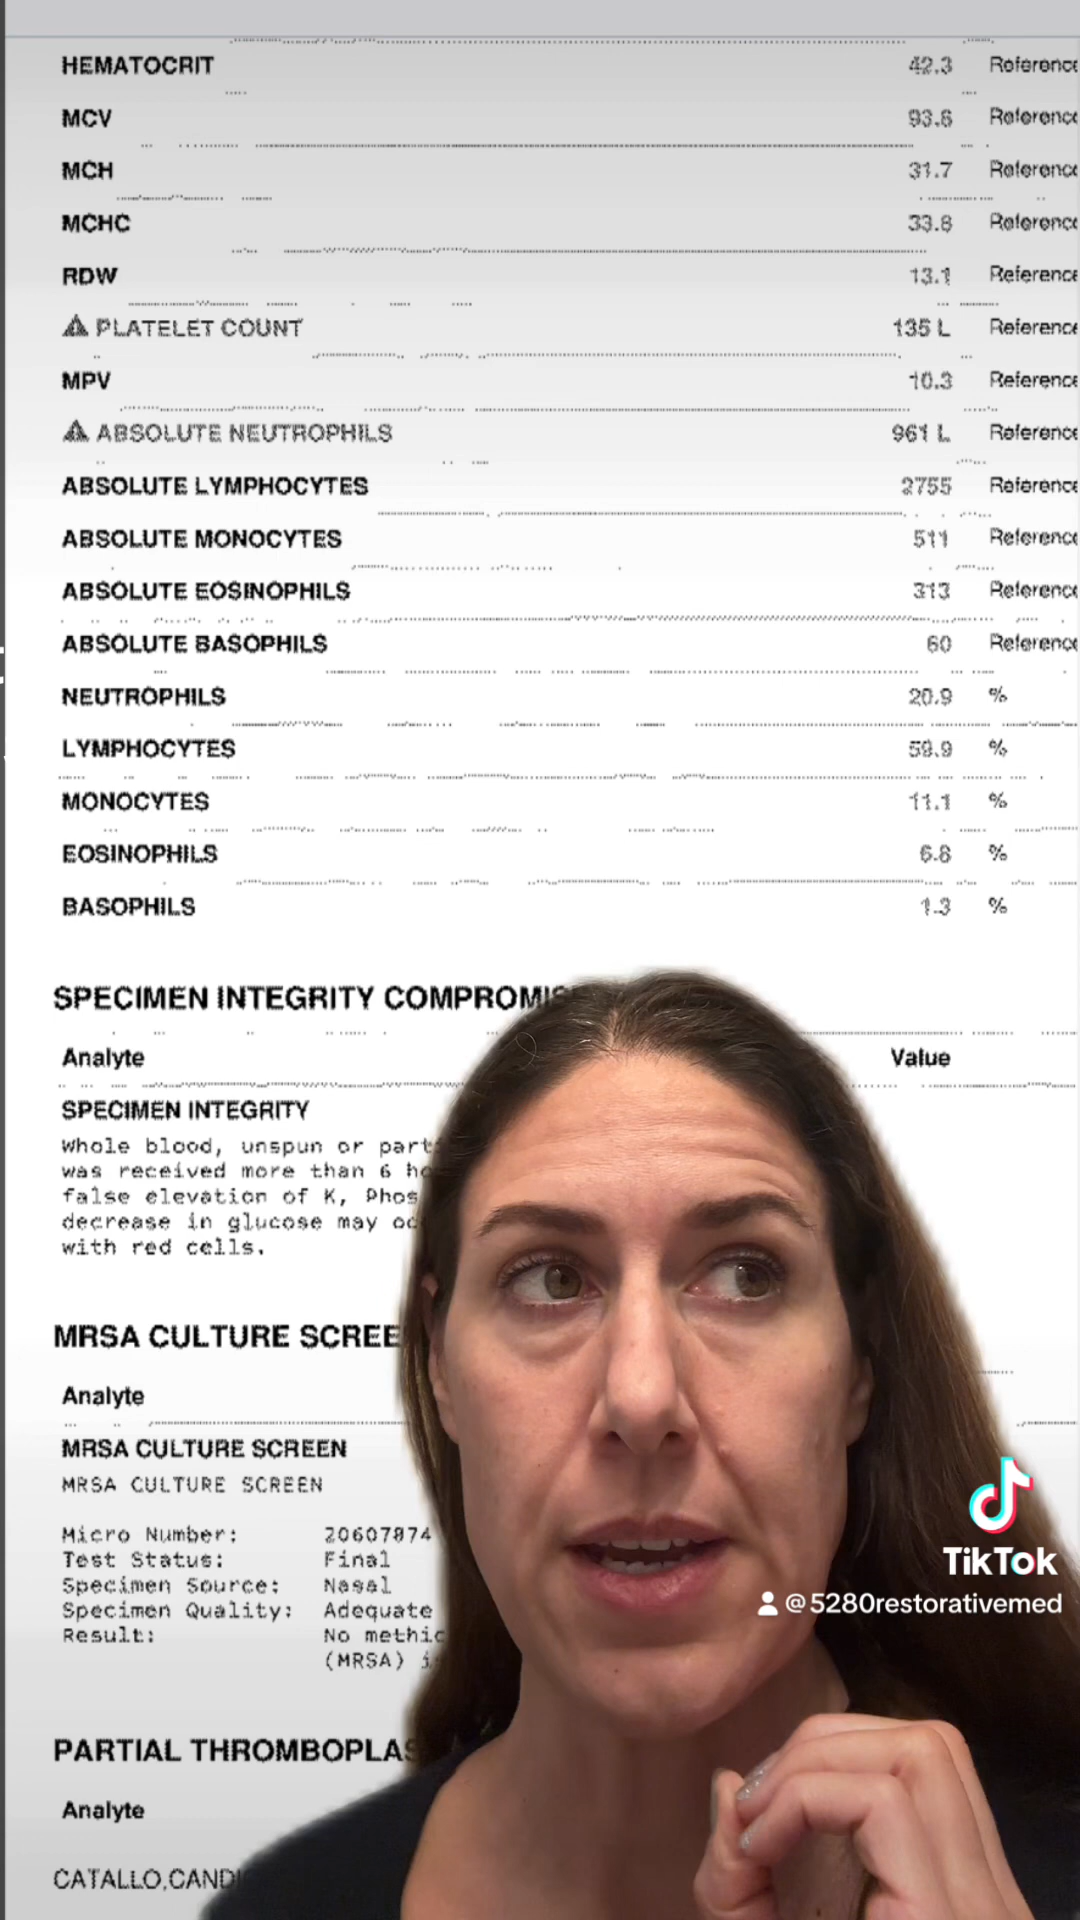 HEMATOCRIT 42.3 Reference
MCV 93.6 Reference
MCH 31.7 Reference
MCHC 33.8 Reference
RDW 13.1 Reference
PLATELET COUNT 135 L Reference
MPV 10.3 Reference
ABSOLUTE NEUTROPHILS 961 L Reference
ABSOLUTE LYMPHOCYTES 2755 Reference
ABSOLUTE MONOCYTES 511 Reference
ABSOLUTE EOSINOPHILS 313 Reference
ABSOLUTE BASOPHILS 60 Reference
NEUTROPHILS 20.9 %
LYMPHOCYTES 59.9 %
MONOCYTES 11.1 %
EOSINOPHILS 6.8 %
BASOPHILS 1.3 %
SPECIMEN INTEGRITY COMPROMIS
Analyte Value
SPECIMEN INTEGRITY
Whole blood, unspun or part
was received more than 6 ho
false elevation of K, Phos
decrease in glucose may oc
with red cells.
MRSA CULTURE SCREE
Analyte
MRSA CULTURE SCREEN
MRSA CULTURE SCREEN
Micro Number: 20607874
Test Status: Final
Specimen Source: Nasal
Specimen Quality: Adequate
Result: No methic
(MRSA) i
PARTIAL THROMBOPLAS
Analyte
CATALLO,CANDI
TikTok
@5280restorativemed